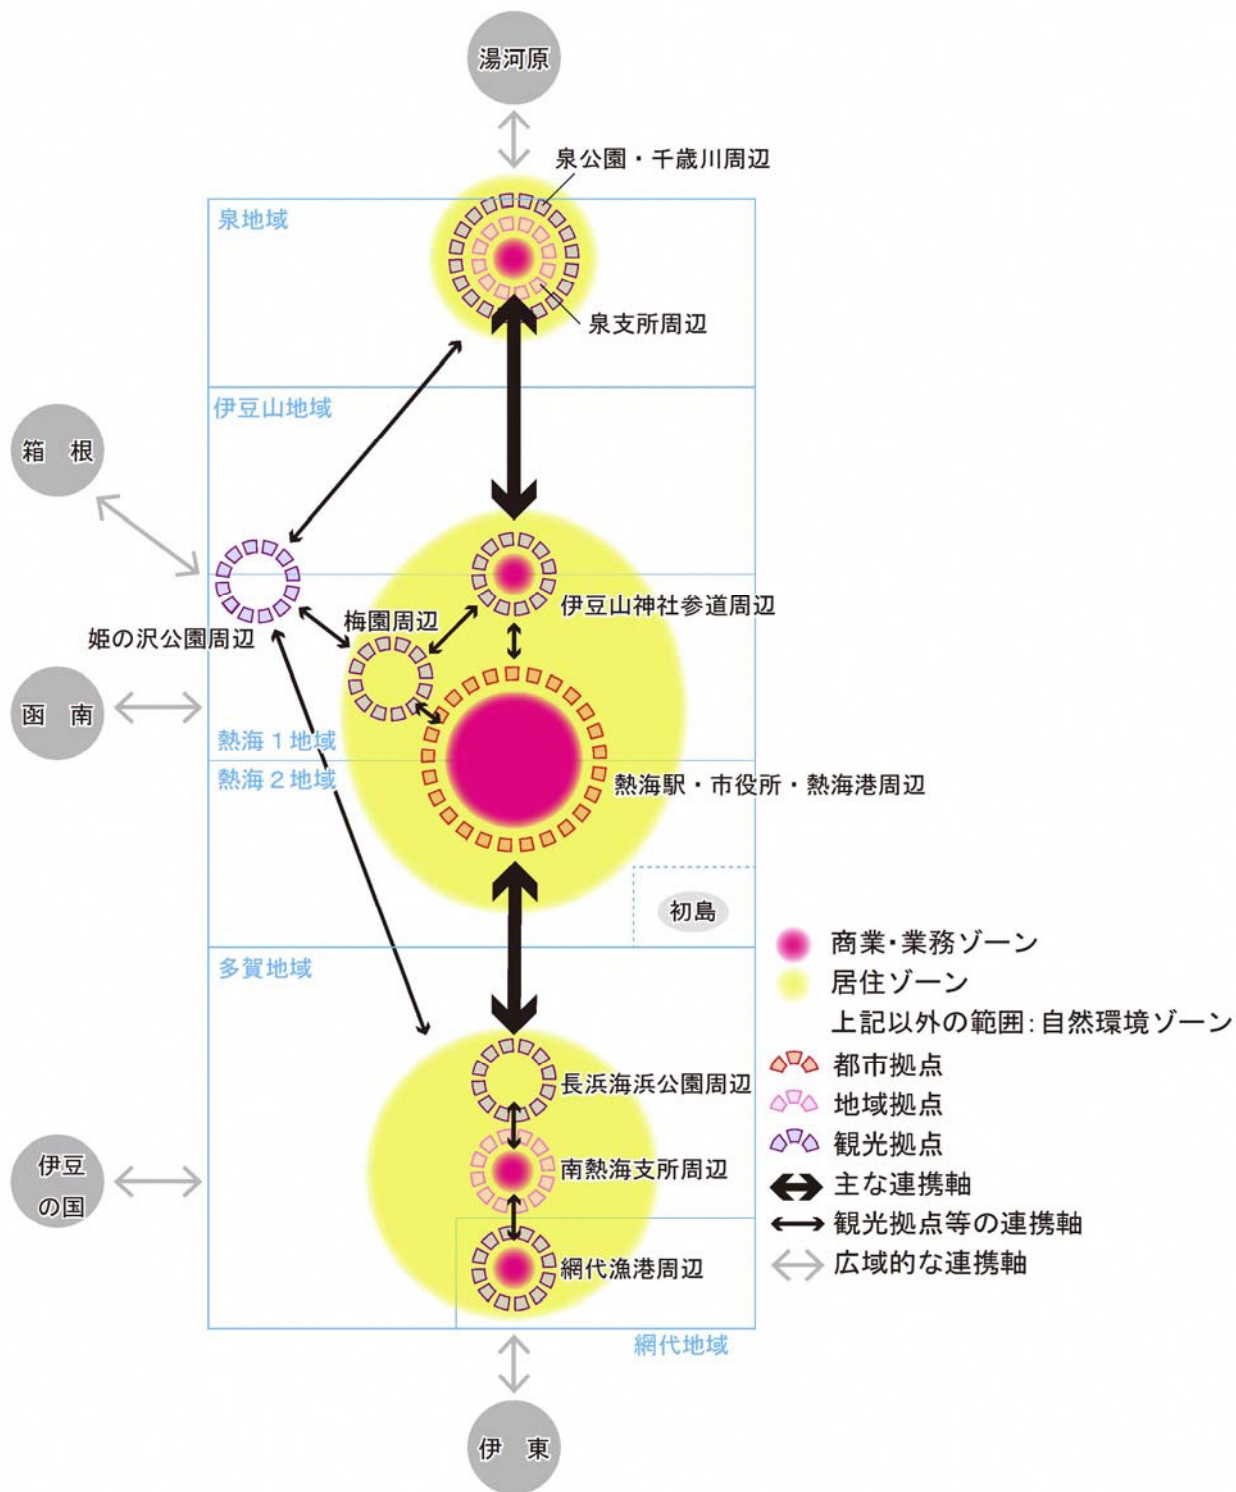 湯河原
泉公園・千歳川周辺
泉地域
泉支所周辺
伊豆山地域
箱 根
伊豆山神社参道周辺
梅園周辺
姫の沢公園周辺
函 南
熱海1地域
熱海2地域
熱海駅・市役所・熱海港周辺
初島
商業・業務ゾーン
居住ゾーン
上記以外の範囲:自然環境ゾーン
都市拠点
地域拠点
観光拠点
主な連携軸
観光拠点等の連携軸
広域的な連携軸
多賀地域
長浜海浜公園周辺
伊豆
の国
南熱海支所周辺
網代漁港周辺
網代地域
伊 東